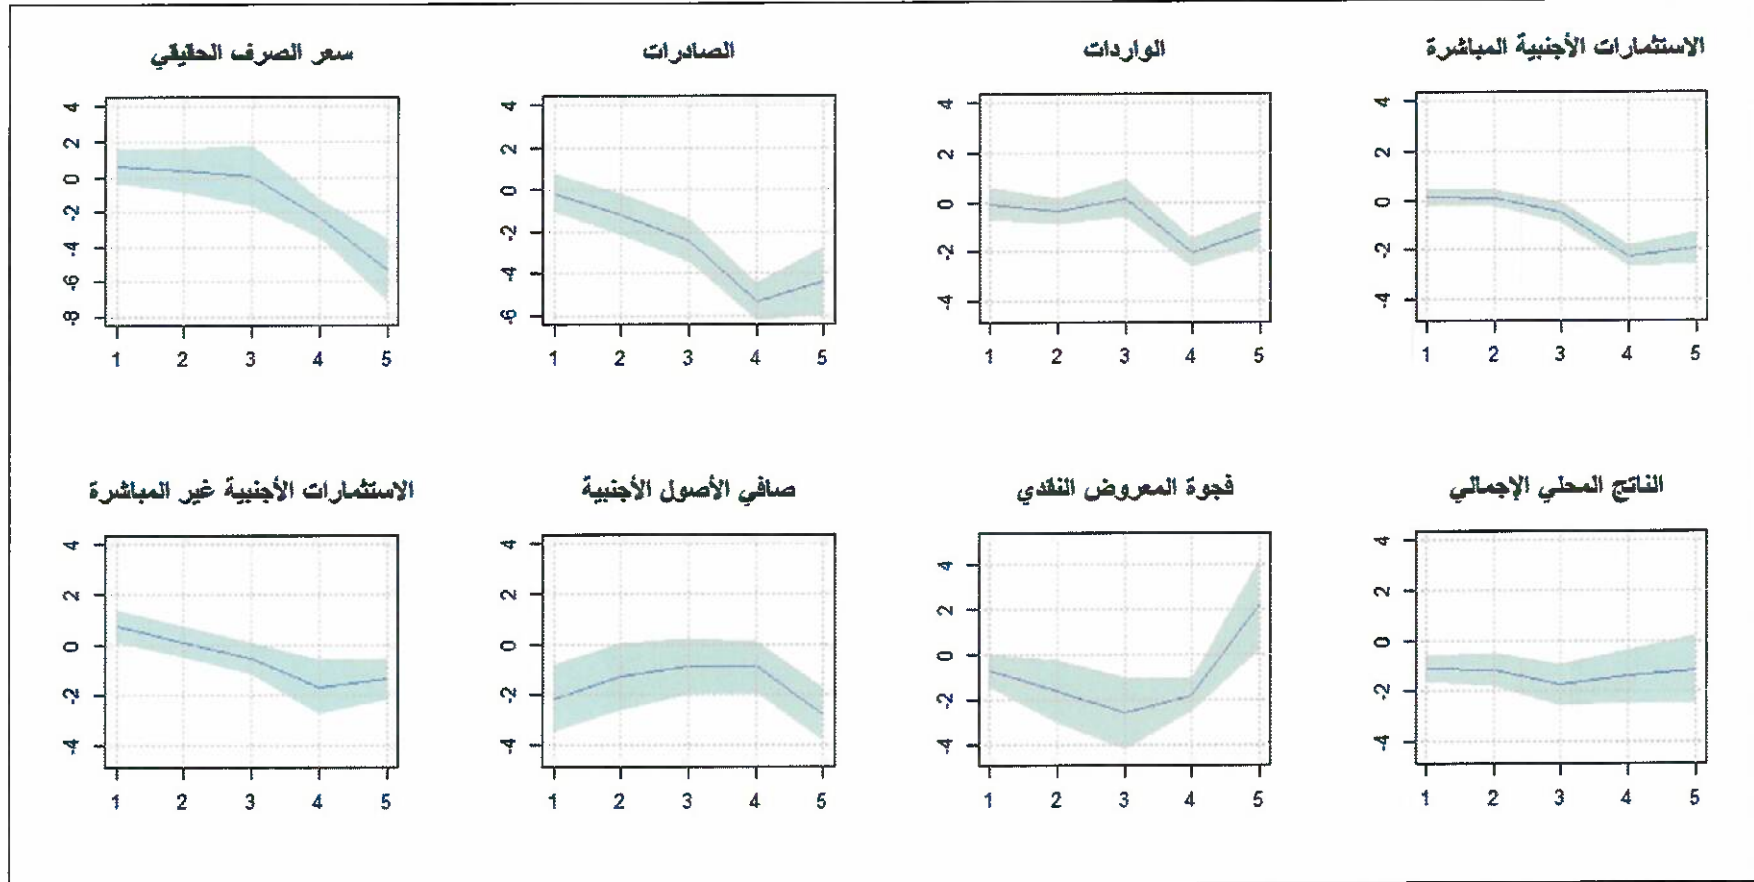 سعر الصرف الحقيقي
الصادرات
الواردات
الاستثمارات الأجنبية المباشرة
4 2 0 -2 -4 -6 -8
1 2 3 4 5
4 2 0 -2 -4 -6
1 2 3 4 5
4 2 0 -2 -4
1 2 3 4 5
4 2 0 -2 -4
1 2 3 4 5
الاستثمارات الأجنبية غير المباشرة
صافي الأصول الأجنبية
فجوة المعروض النقدي
الناتج المحلي الإجمالي
4 2 0 -2 -4
1 2 3 4 5
4 2 0 -2 -4
1 2 3 4 5
4 2 0 -2 -4
1 2 3 4 5
4 2 0 -2 -4
1 2 3 4 5